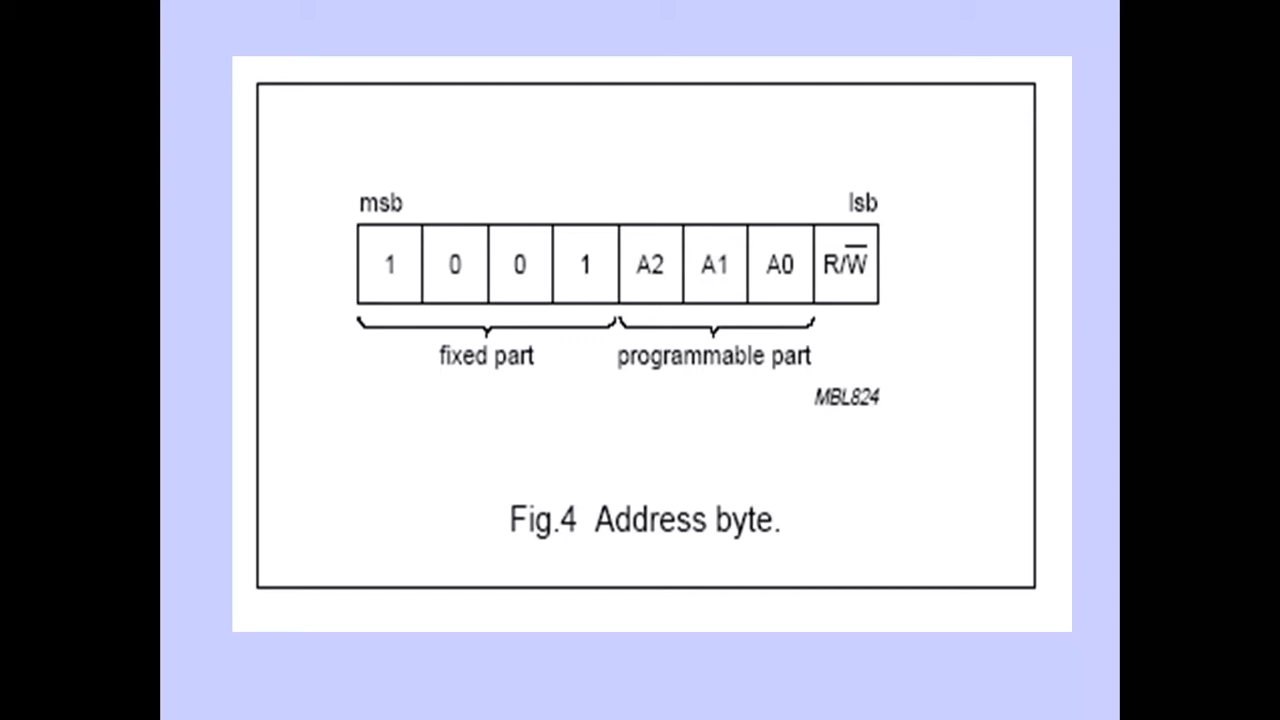 msb lsb
1 0 0 1 A2 A1 A0 R/W̅
fixed part programmable part
MBL824
Fig.4 Address byte.